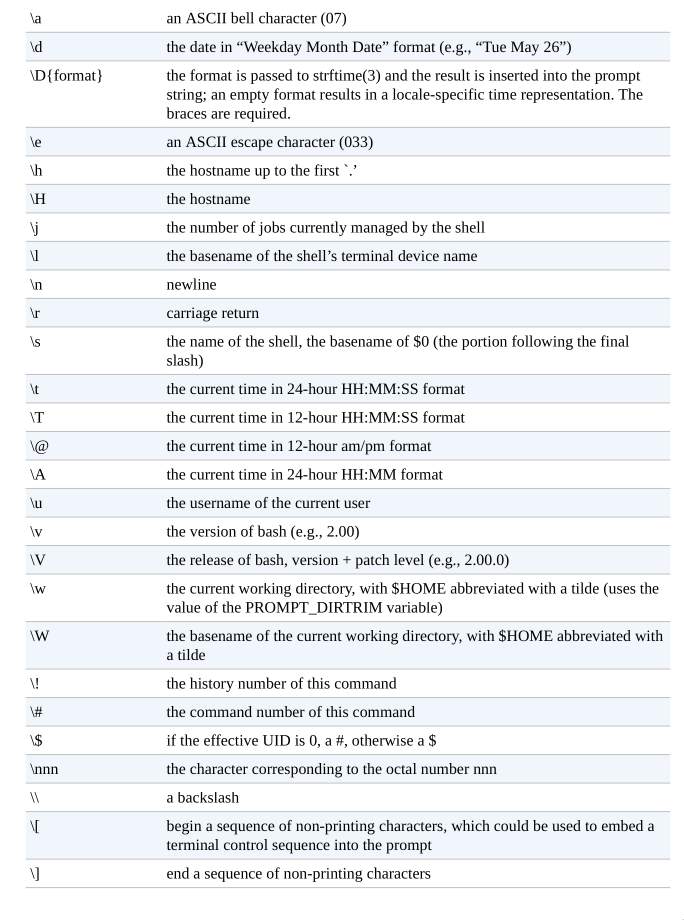 \a an ASCII bell character (07)
\d the date in “Weekday Month Date” format (e.g., “Tue May 26”)
\D{format} the format is passed to strftime(3) and the result is inserted into the prompt
string; an empty format results in a locale-specific time representation. The
braces are required.
\e an ASCII escape character (033)
\h the hostname up to the first `.’
\H the hostname
\j the number of jobs currently managed by the shell
\l the basename of the shell’s terminal device name
\n newline
\r carriage return
\s the name of the shell, the basename of $0 (the portion following the final
slash)
\t the current time in 24-hour HH:MM:SS format
\T the current time in 12-hour HH:MM:SS format
\@ the current time in 12-hour am/pm format
\A the current time in 24-hour HH:MM format
\u the username of the current user
\v the version of bash (e.g., 2.00)
\V the release of bash, version + patch level (e.g., 2.00.0)
\w the current working directory, with $HOME abbreviated with a tilde (uses the
value of the PROMPT_DIRTRIM variable)
\W the basename of the current working directory, with $HOME abbreviated with
a tilde
\! the history number of this command
\# the command number of this command
\$ if the effective UID is 0, a #, otherwise a $
\nnn the character corresponding to the octal number nnn
\\ a backslash
\[ begin a sequence of non-printing characters, which could be used to embed a
terminal control sequence into the prompt
\] end a sequence of non-printing characters